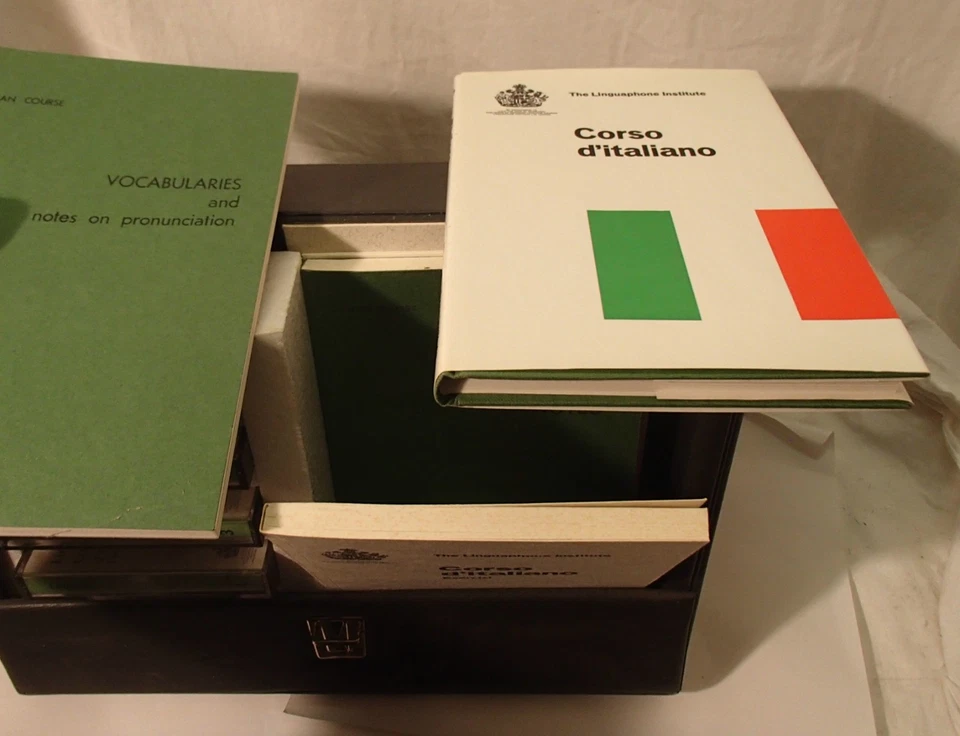 AN COURSE
VOCABULARIES
and
notes on pronunciation
The Linguaphone Institute
Corso
d'italiano
The Linguaphone Institute
Corso
d'italiano